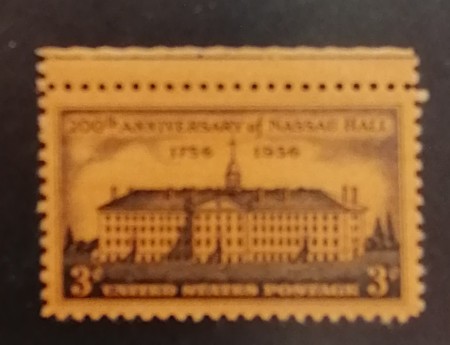 200th ANNIVERSARY of NASSAU HALL
1756 1956
3¢ 3¢
UNITED STATES POSTAGE